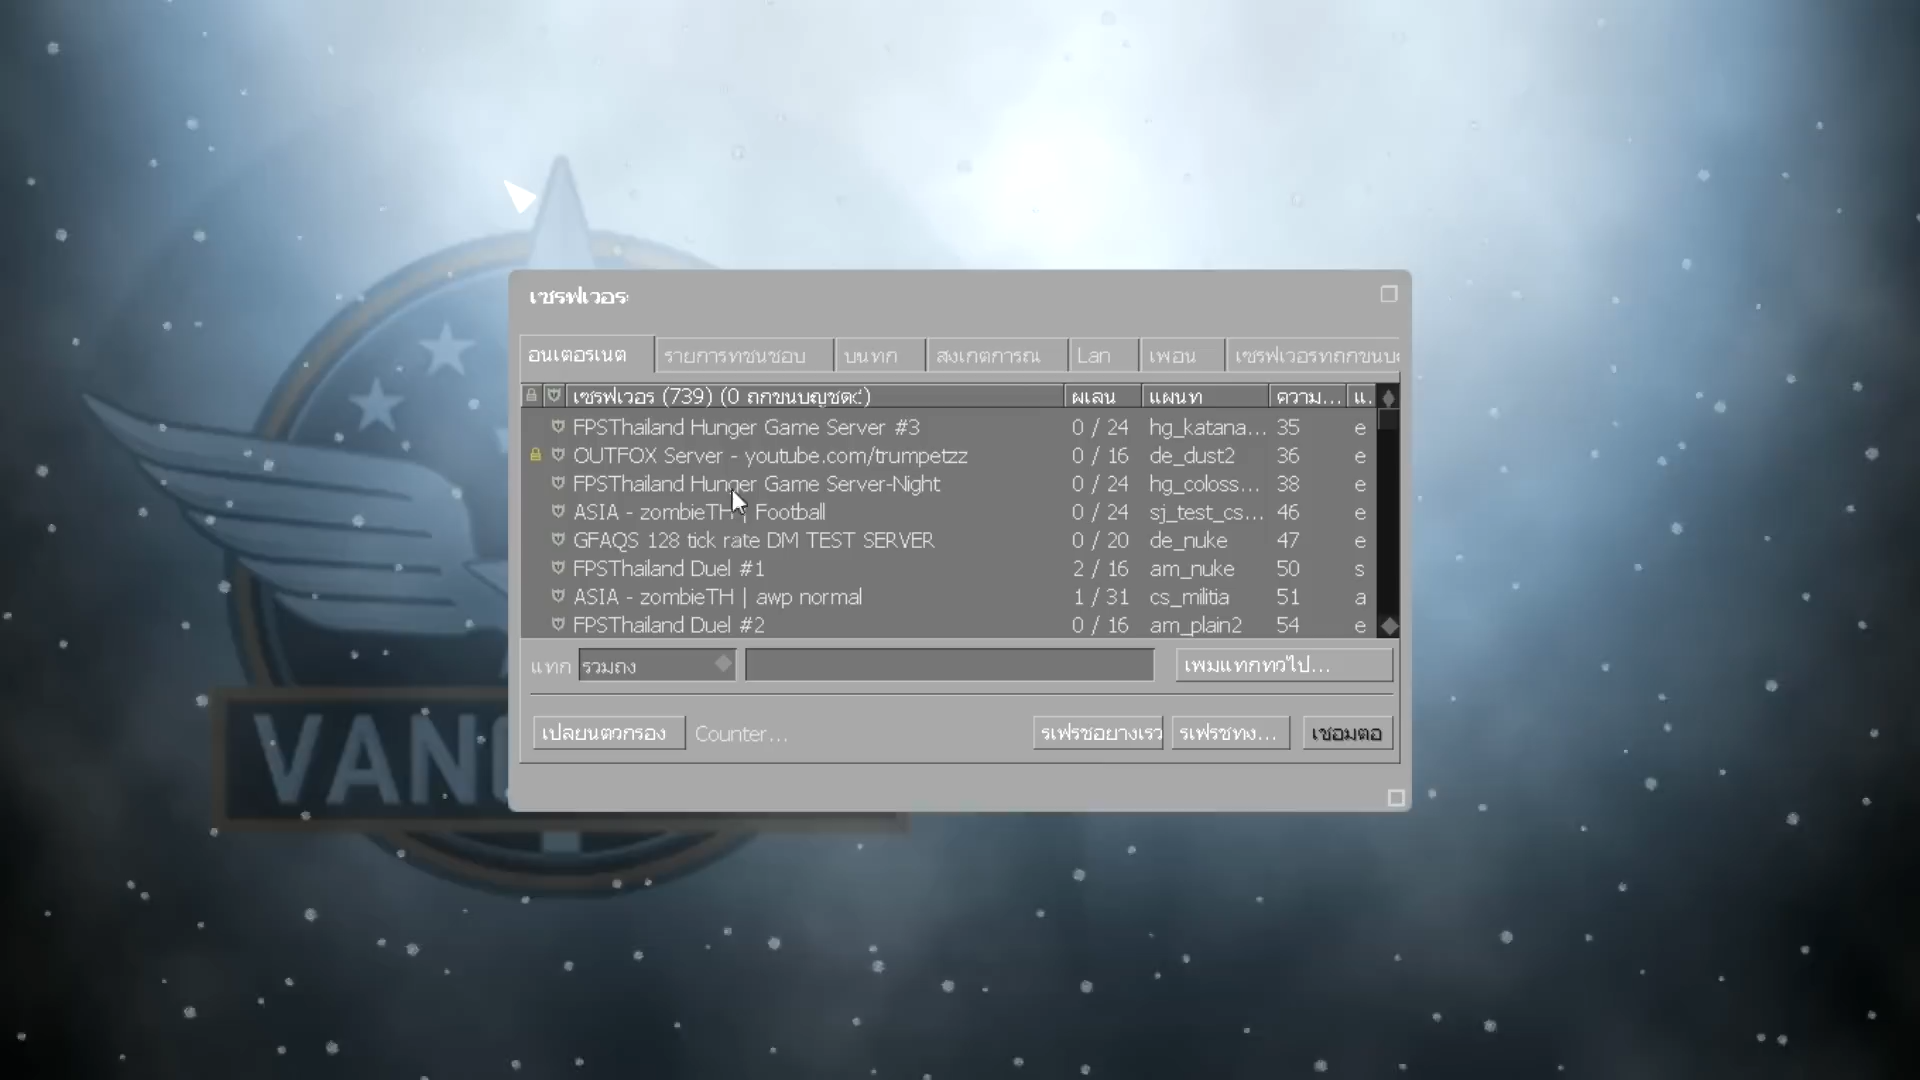 เซรฟเวอร
อนเตอรเนต รายการทชนชอบ บนทก สงเกตการณ Lan เพอน เซรฟเวอรทถกขนบ
เซรฟเวอร (739) (0 ถกขนบญชด) ผเลน แผนท ความ... แ.
FPSThailand Hunger Game Server #3 0 / 24 hg_katana... 35 e
OUTFOX Server - youtube.com/trumpetzz 0 / 16 de_dust2 36 e
FPSThailand Hunger Game Server-Night 0 / 24 hg_coloss... 38 e
ASIA - zombieTH | Football 0 / 24 sj_test_cs... 46 e
GFAQS 128 tick rate DM TEST SERVER 0 / 20 de_nuke 47 e
FPSThailand Duel #1 2 / 16 am_nuke 50 s
ASIA - zombieTH | awp normal 1 / 31 cs_militia 51 a
FPSThailand Duel #2 0 / 16 am_plain2 54 e
แทก รวมถง เพมแทกทวไป...
เปลยนตวกรอง Counter... รเฟรชอยางเรว รเฟรชทง... เชอมตอ